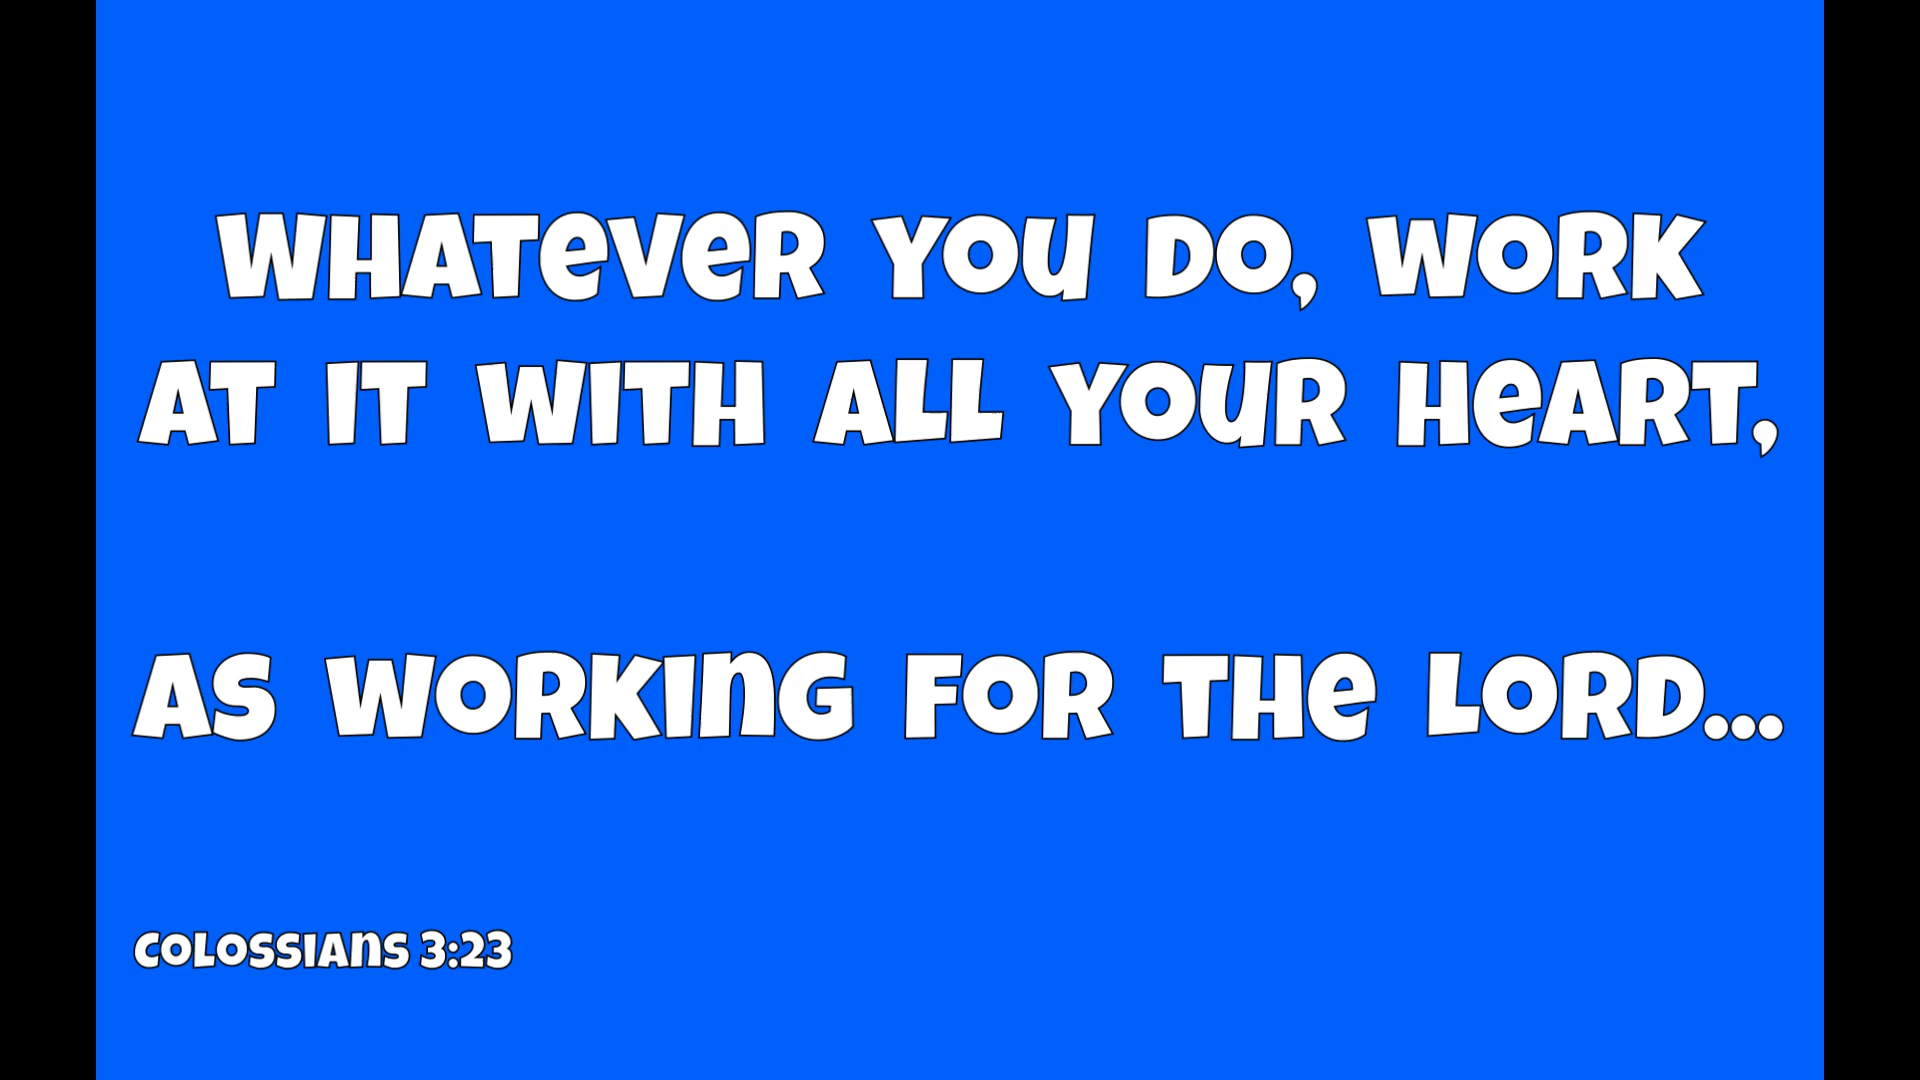 WHATEVER YOU DO, WORK
AT IT WITH ALL YOUR HEART,
AS WORKING FOR THE LORD...
COLOSSIANS 3:23